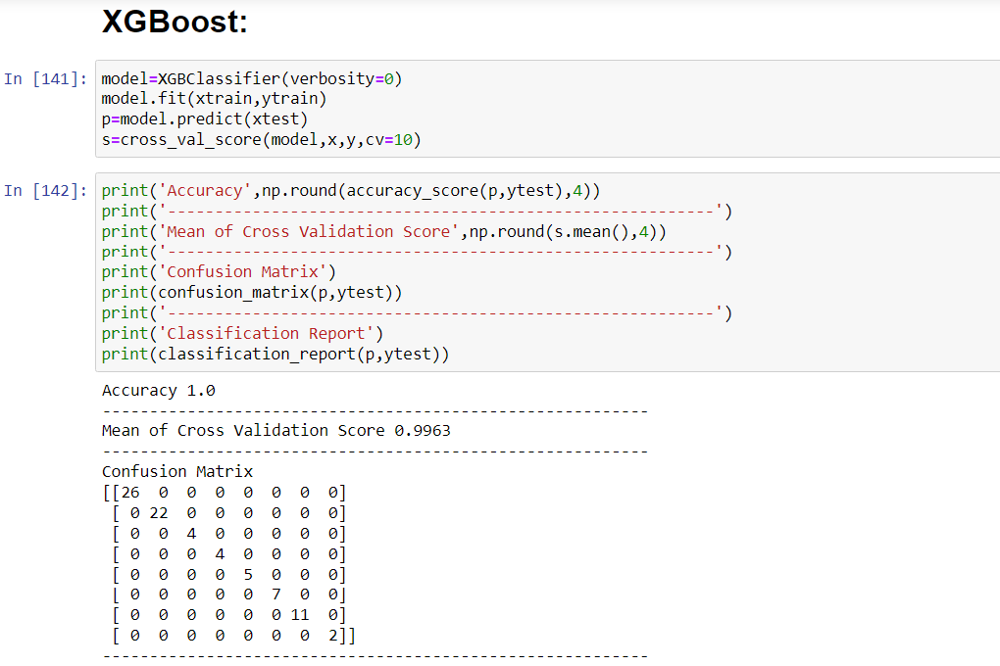 XGBoost:
In [141]:
model=XGBClassifier(verbosity=0)
model.fit(xtrain,ytrain)
p=model.predict(xtest)
s=cross_val_score(model,x,y,cv=10)
In [142]:
print('Accuracy',np.round(accuracy_score(p,ytest),4))
print('----------------------------------------------------------')
print('Mean of Cross Validation Score',np.round(s.mean(),4))
print('----------------------------------------------------------')
print('Confusion Matrix')
print(confusion_matrix(p,ytest))
print('----------------------------------------------------------')
print('Classification Report')
print(classification_report(p,ytest))
Accuracy 1.0
----------------------------------------------------------
Mean of Cross Validation Score 0.9963
----------------------------------------------------------
Confusion Matrix
[[26  0  0  0  0  0  0  0]
 [ 0 22  0  0  0  0  0  0]
 [ 0  0  4  0  0  0  0  0]
 [ 0  0  0  4  0  0  0  0]
 [ 0  0  0  0  5  0  0  0]
 [ 0  0  0  0  0  7  0  0]
 [ 0  0  0  0  0  0 11  0]
 [ 0  0  0  0  0  0  0  2]]
----------------------------------------------------------